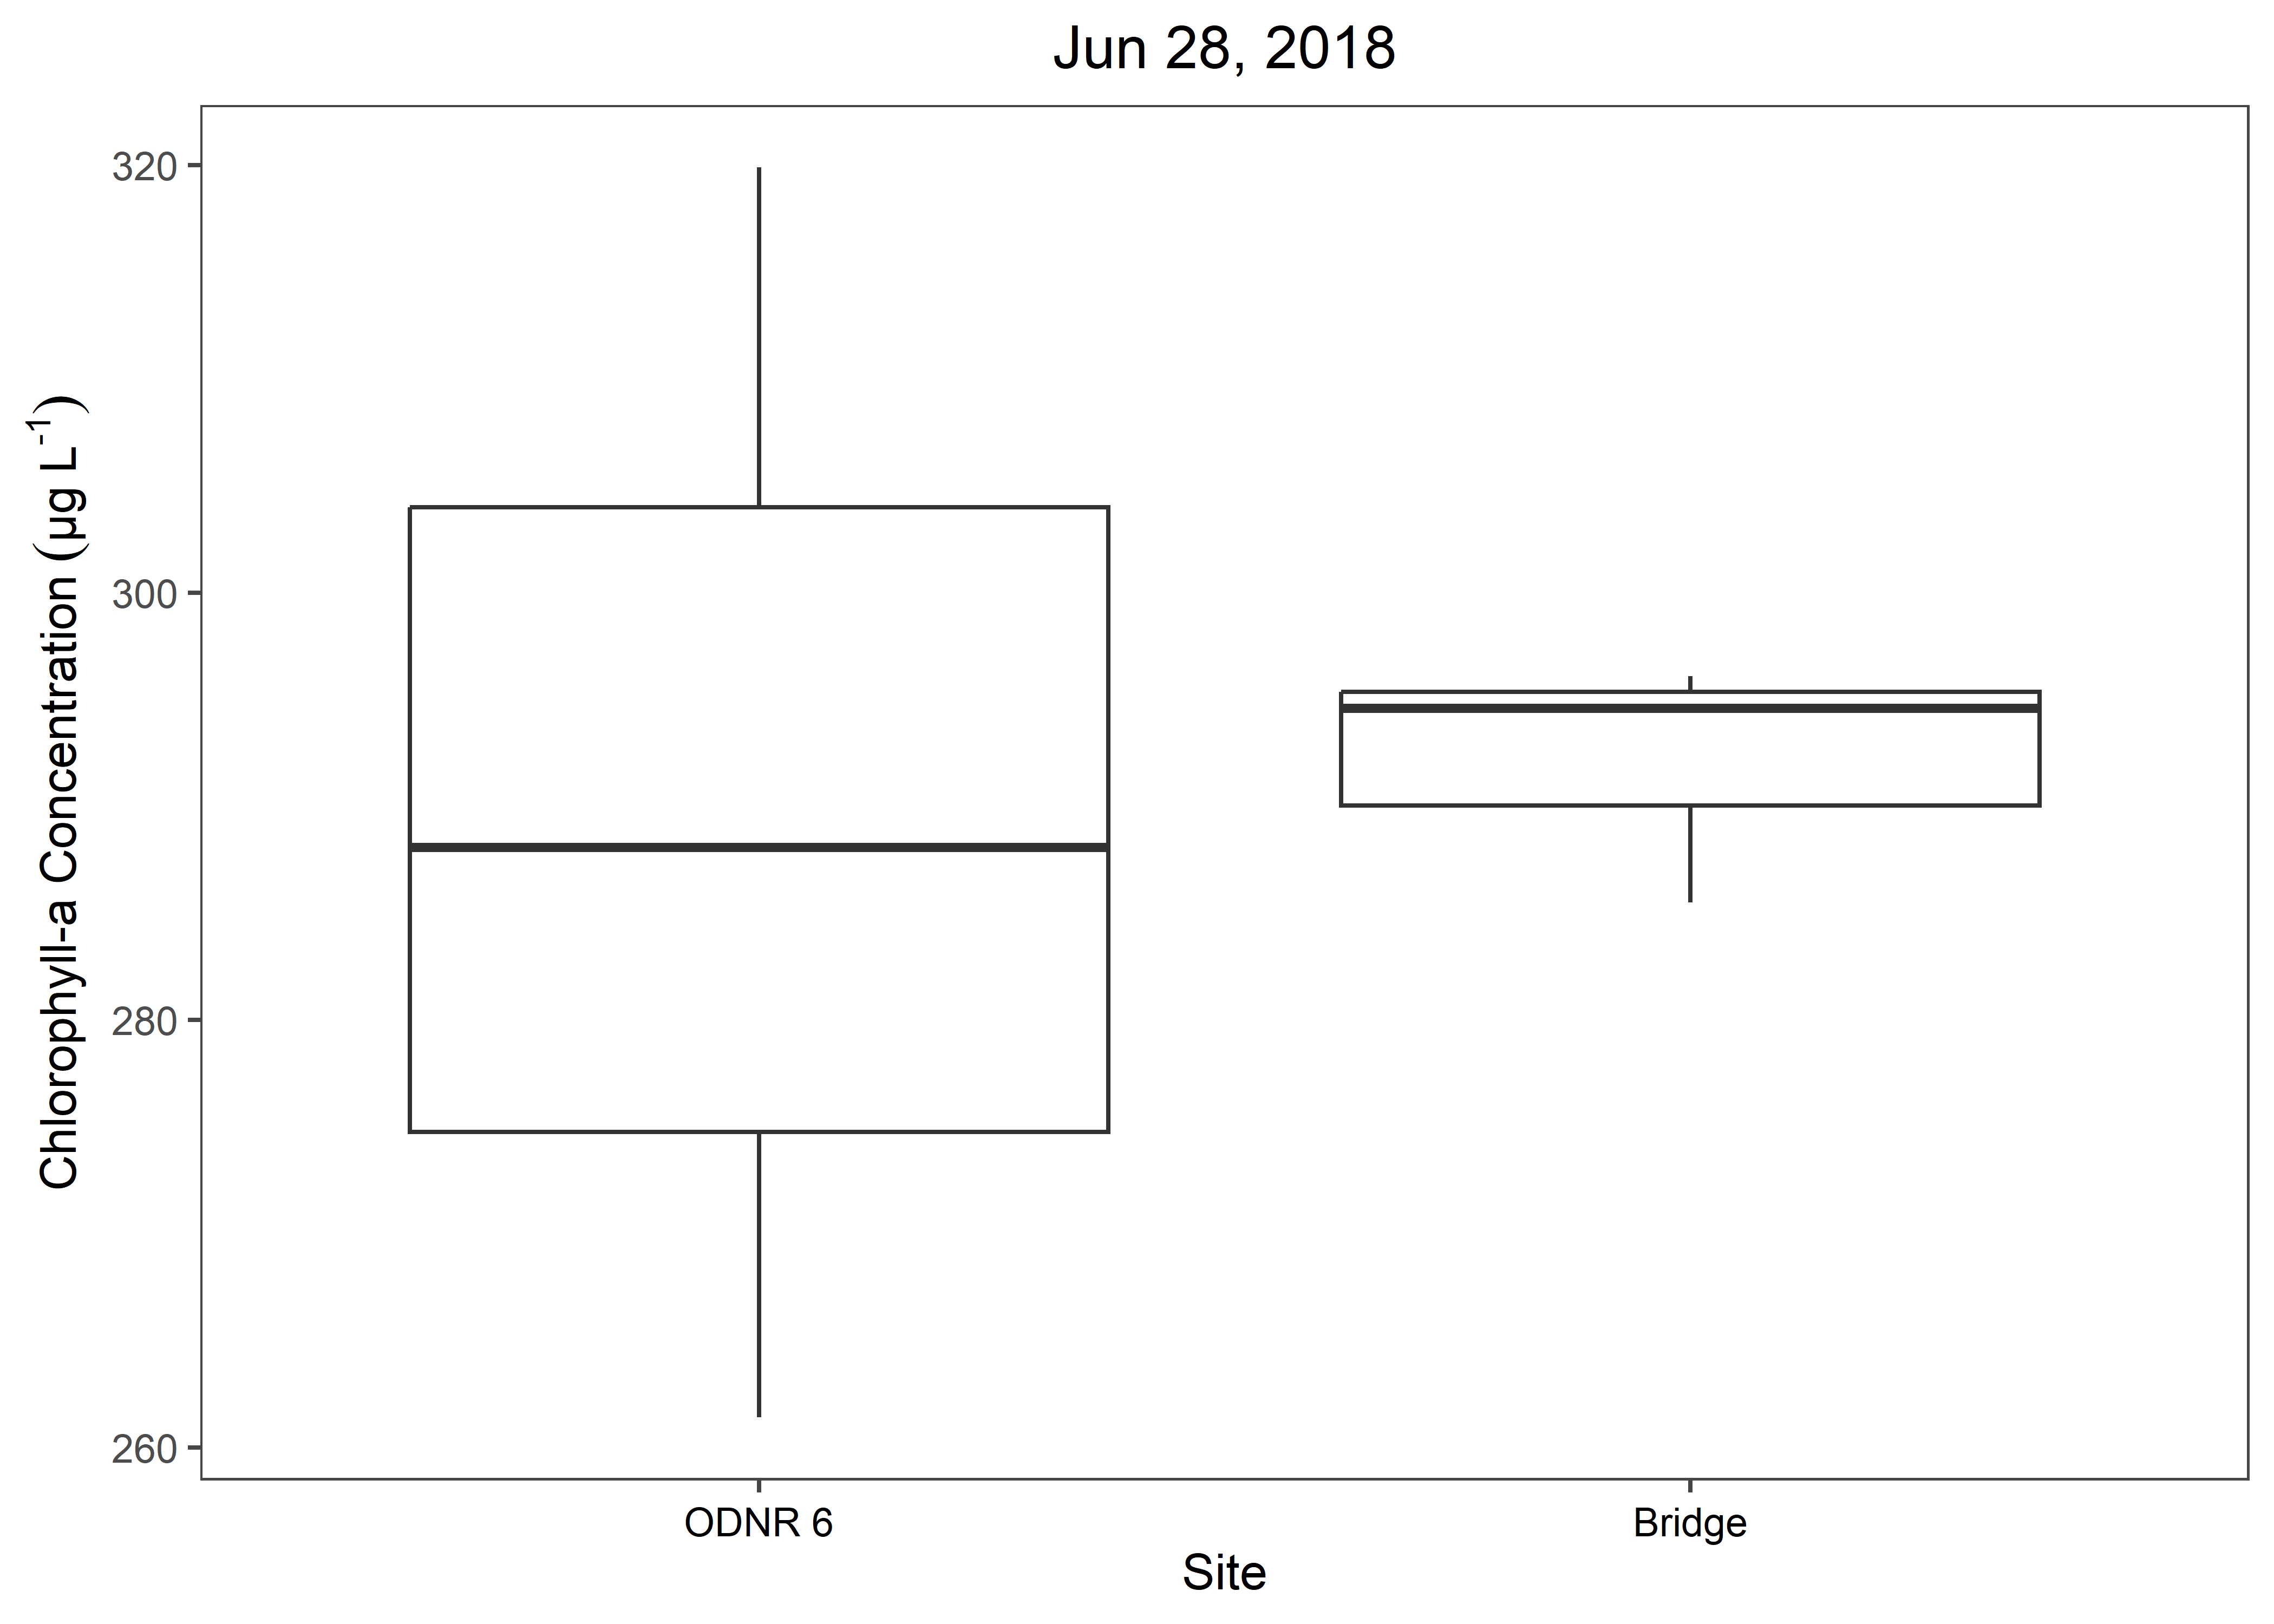 Jun 28, 2018
Chlorophyll-a Concentration (µg L⁻¹)
320
300
280
260
ODNR 6
Bridge
Site